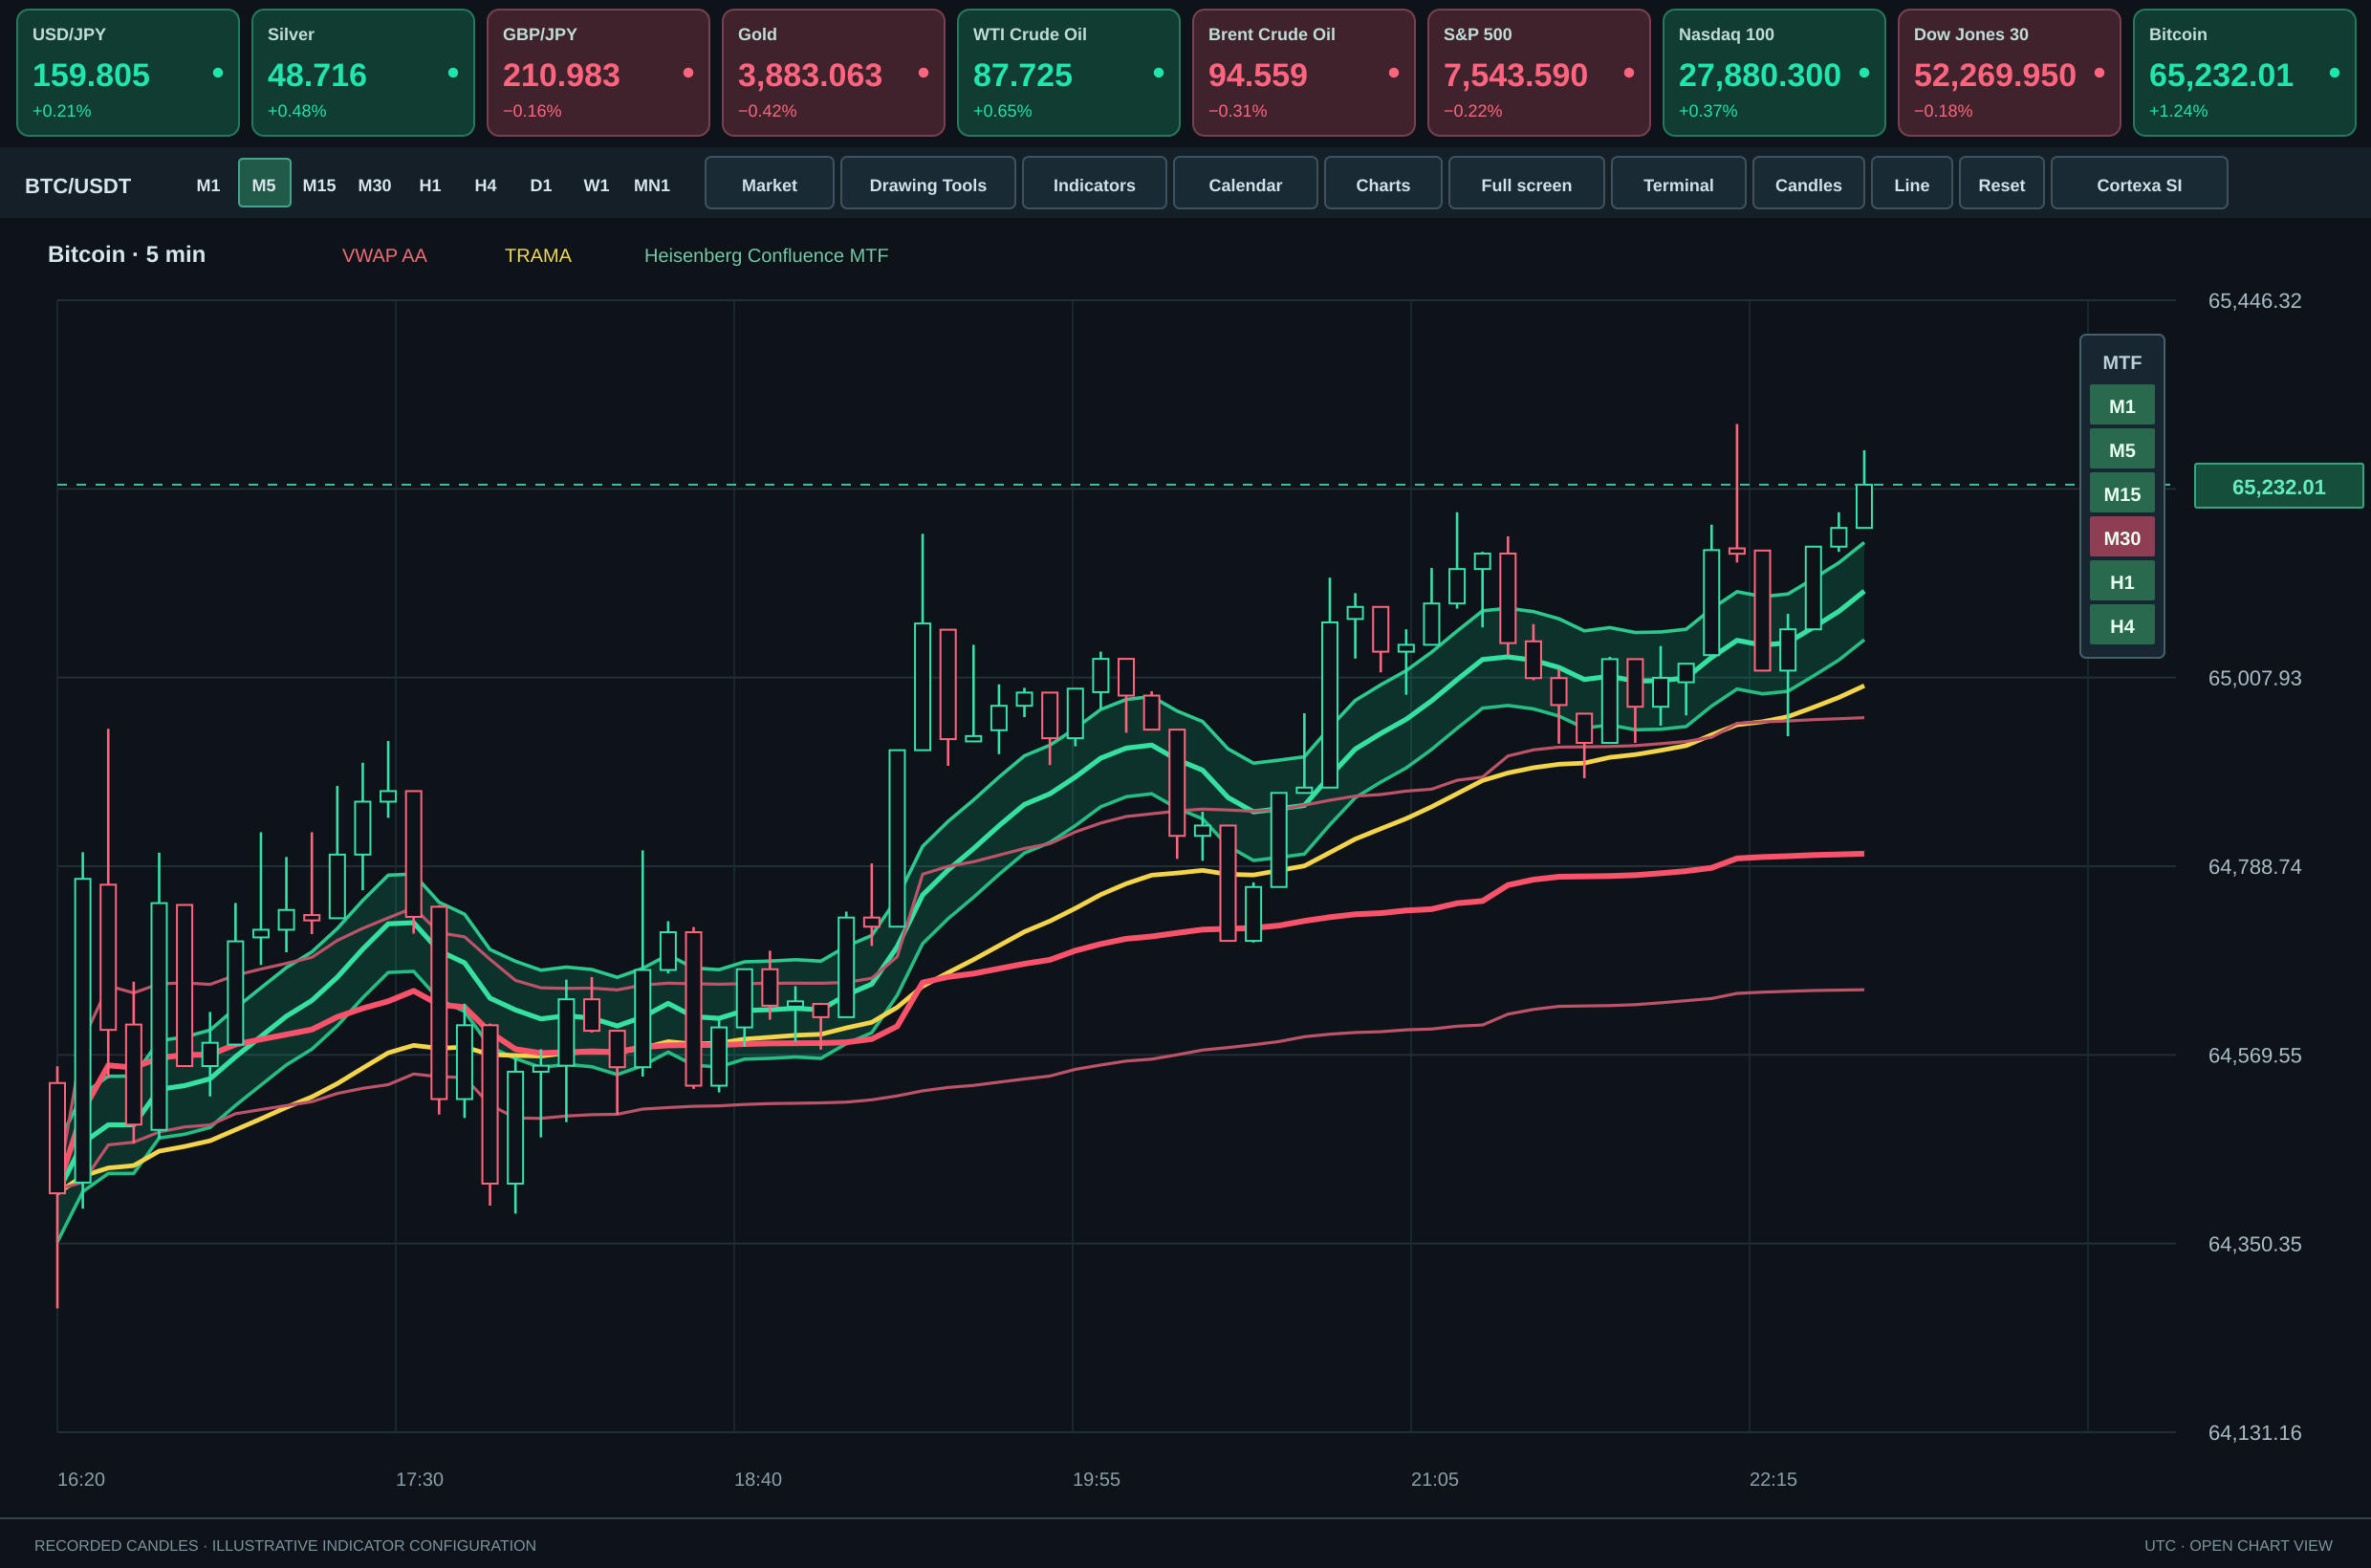 USD/JPY
159.805
+0.21%
Silver
48.716
+0.48%
GBP/JPY
210.983
−0.16%
Gold
3,883.063
−0.42%
WTI Crude Oil
87.725
+0.65%
Brent Crude Oil
94.559
−0.31%
S&P 500
7,543.590
−0.22%
Nasdaq 100
27,880.300
+0.37%
Dow Jones 30
52,269.950
−0.18%
Bitcoin
65,232.01
+1.24%
BTC/USDT M1 M5 M15 M30 H1 H4 D1 W1 MN1 Market Drawing Tools Indicators Calendar Charts Full screen Terminal Candles Line Reset Cortexa SI
Bitcoin · 5 min VWAP AA TRAMA Heisenberg Confluence MTF
65,446.32
MTF
M1
M5
M15
M30
H1
H4
65,232.01
65,007.93
64,788.74
64,569.55
64,350.35
64,131.16
16:20 17:30 18:40 19:55 21:05 22:15
RECORDED CANDLES · ILLUSTRATIVE INDICATOR CONFIGURATION
UTC · OPEN CHART VIEW